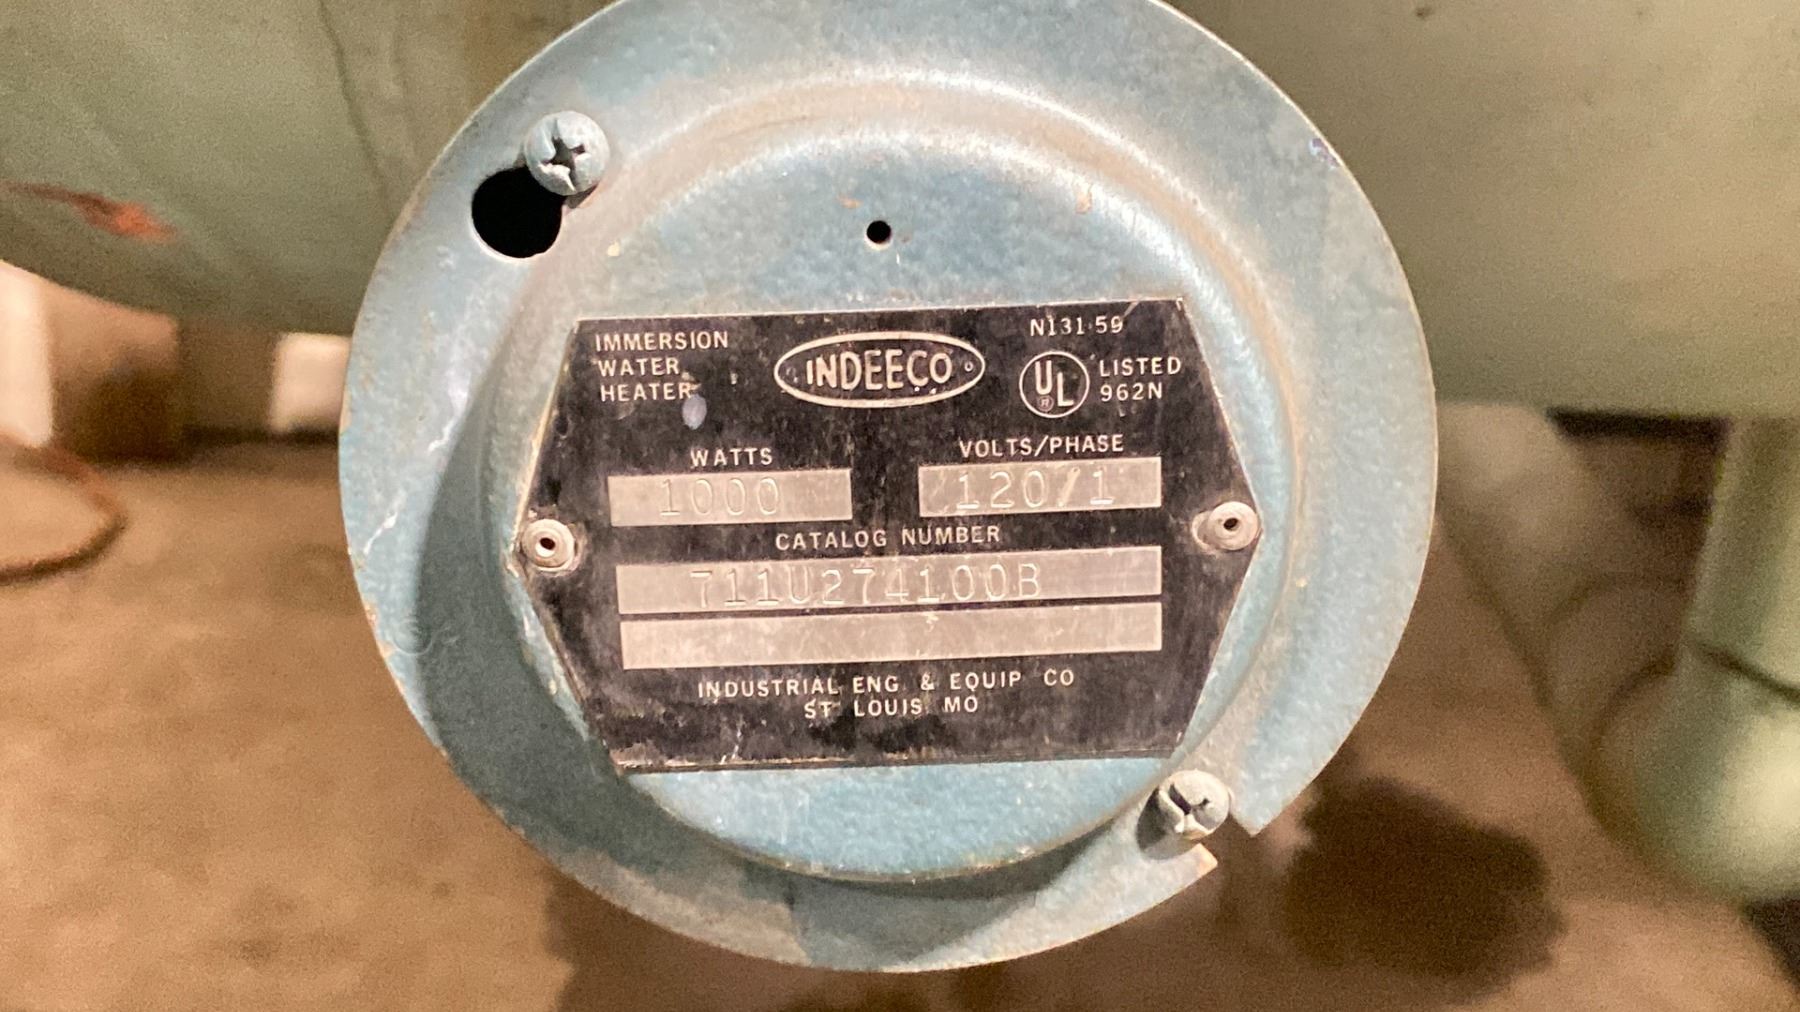 IMMERSION
WATER
HEATER
INDEECO
N131-59
UL
®
LISTED
962N
WATTS
1000
VOLTS/PHASE
120/1
CATALOG NUMBER
711U274100B
INDUSTRIAL ENG & EQUIP CO
ST LOUIS MO